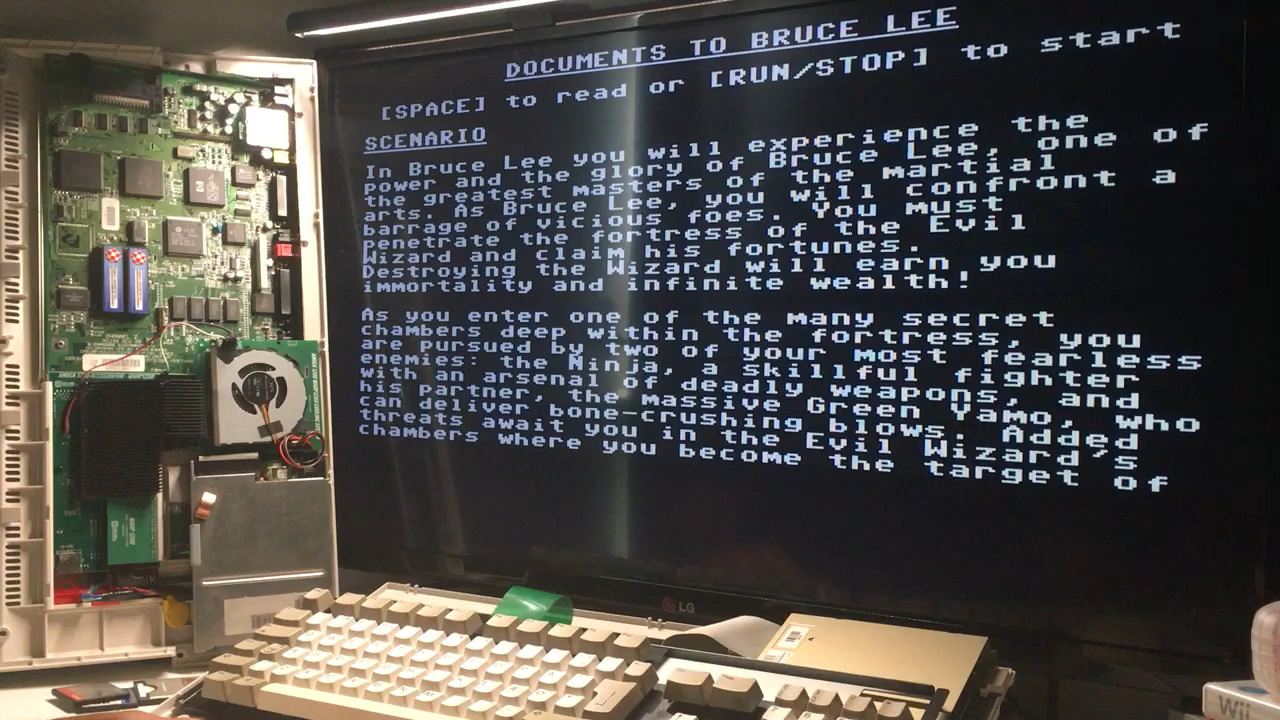 DOCUMENTS TO BRUCE LEE
[SPACE] to read or [RUN/STOP] to start
SCENARIO
In Bruce Lee you will experience the
power and the glory of Bruce Lee, one of
the greatest masters of the martial
arts. As Bruce Lee, you will confront a
barrage of vicious foes. You must
penetrate the fortress of the Evil
Wizard and claim his fortunes.
Destroying the Wizard will earn you
immortality and infinite wealth!
As you enter one of the many secret
chambers deep within the fortress, you
are pursued by two of your most fearless
enemies: the Ninja, a skillful fighter
with an arsenal of deadly weapons, and
his partner, the massive Green Yamo, who
can deliver bone-crushing blows. Added
threats await you in the Evil Wizard's
chambers where you become the target of
LG
Wii